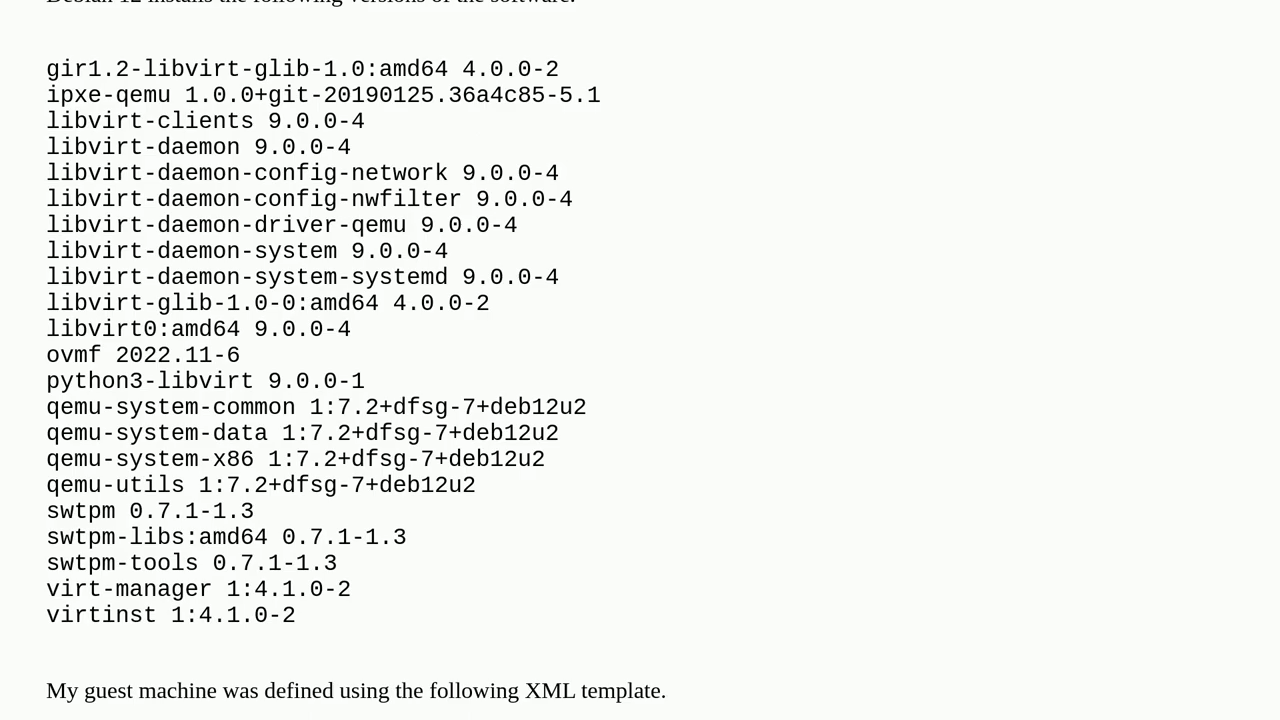 Debian 12 installs the following versions of the software.
gir1.2-libvirt-glib-1.0:amd64 4.0.0-2
ipxe-qemu 1.0.0+git-20190125.36a4c85-5.1
libvirt-clients 9.0.0-4
libvirt-daemon 9.0.0-4
libvirt-daemon-config-network 9.0.0-4
libvirt-daemon-config-nwfilter 9.0.0-4
libvirt-daemon-driver-qemu 9.0.0-4
libvirt-daemon-system 9.0.0-4
libvirt-daemon-system-systemd 9.0.0-4
libvirt-glib-1.0-0:amd64 4.0.0-2
libvirt0:amd64 9.0.0-4
ovmf 2022.11-6
python3-libvirt 9.0.0-1
qemu-system-common 1:7.2+dfsg-7+deb12u2
qemu-system-data 1:7.2+dfsg-7+deb12u2
qemu-system-x86 1:7.2+dfsg-7+deb12u2
qemu-utils 1:7.2+dfsg-7+deb12u2
swtpm 0.7.1-1.3
swtpm-libs:amd64 0.7.1-1.3
swtpm-tools 0.7.1-1.3
virt-manager 1:4.1.0-2
virtinst 1:4.1.0-2
My guest machine was defined using the following XML template.